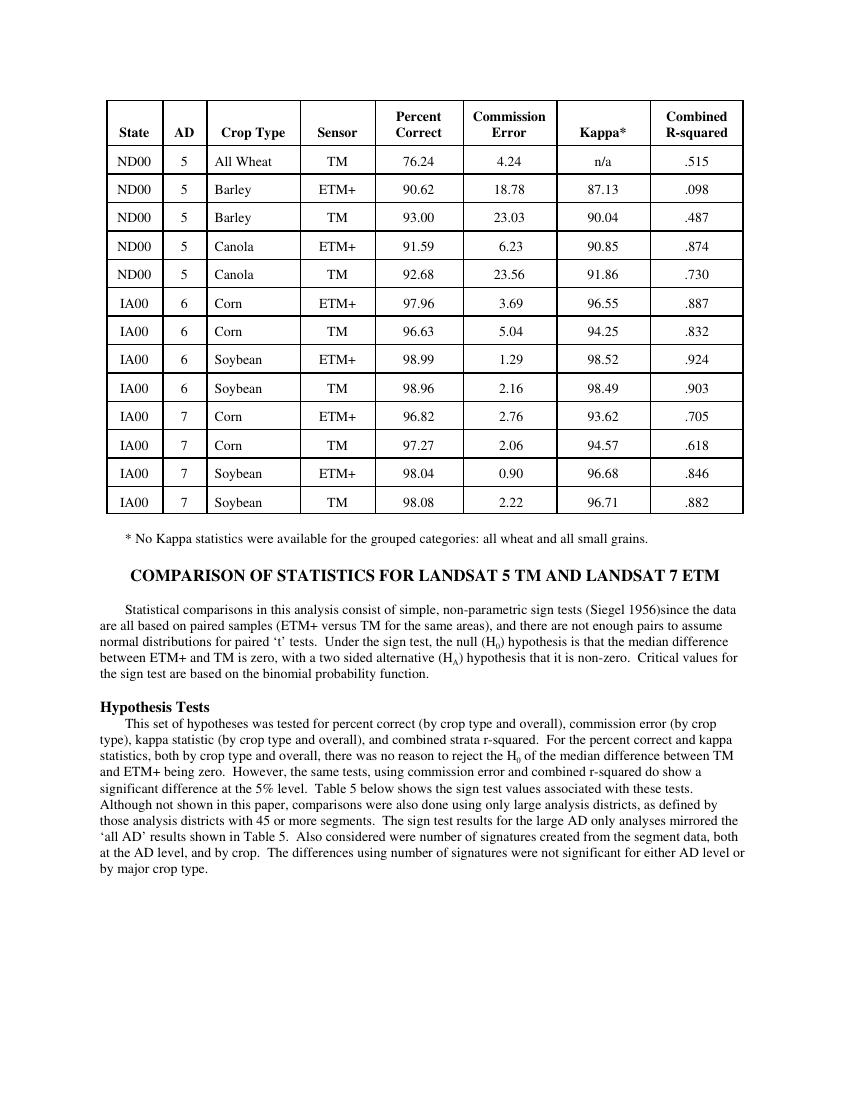 State AD Crop Type Sensor Percent Correct Commission Error Kappa* Combined R-squared
ND00 5 All Wheat TM 76.24 4.24 n/a .515
ND00 5 Barley ETM+ 90.62 18.78 87.13 .098
ND00 5 Barley TM 93.00 23.03 90.04 .487
ND00 5 Canola ETM+ 91.59 6.23 90.85 .874
ND00 5 Canola TM 92.68 23.56 91.86 .730
IA00 6 Corn ETM+ 97.96 3.69 96.55 .887
IA00 6 Corn TM 96.63 5.04 94.25 .832
IA00 6 Soybean ETM+ 98.99 1.29 98.52 .924
IA00 6 Soybean TM 98.96 2.16 98.49 .903
IA00 7 Corn ETM+ 96.82 2.76 93.62 .705
IA00 7 Corn TM 97.27 2.06 94.57 .618
IA00 7 Soybean ETM+ 98.04 0.90 96.68 .846
IA00 7 Soybean TM 98.08 2.22 96.71 .882
* No Kappa statistics were available for the grouped categories: all wheat and all small grains.
COMPARISON OF STATISTICS FOR LANDSAT 5 TM AND LANDSAT 7 ETM
Statistical comparisons in this analysis consist of simple, non-parametric sign tests (Siegel 1956)since the data
are all based on paired samples (ETM+ versus TM for the same areas), and there are not enough pairs to assume
normal distributions for paired ‘t’ tests. Under the sign test, the null (H0) hypothesis is that the median difference
between ETM+ and TM is zero, with a two sided alternative (HA) hypothesis that it is non-zero. Critical values for
the sign test are based on the binomial probability function.
Hypothesis Tests
This set of hypotheses was tested for percent correct (by crop type and overall), commission error (by crop
type), kappa statistic (by crop type and overall), and combined strata r-squared. For the percent correct and kappa
statistics, both by crop type and overall, there was no reason to reject the H0 of the median difference between TM
and ETM+ being zero. However, the same tests, using commission error and combined r-squared do show a
significant difference at the 5% level. Table 5 below shows the sign test values associated with these tests.
Although not shown in this paper, comparisons were also done using only large analysis districts, as defined by
those analysis districts with 45 or more segments. The sign test results for the large AD only analyses mirrored the
‘all AD’ results shown in Table 5. Also considered were number of signatures created from the segment data, both
at the AD level, and by crop. The differences using number of signatures were not significant for either AD level or
by major crop type.